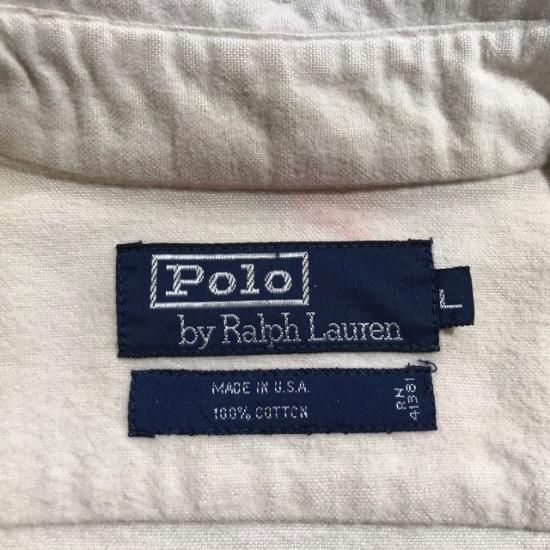 Polo
by Ralph Lauren
L
MADE IN U.S.A.
100% COTTON
RN
41381